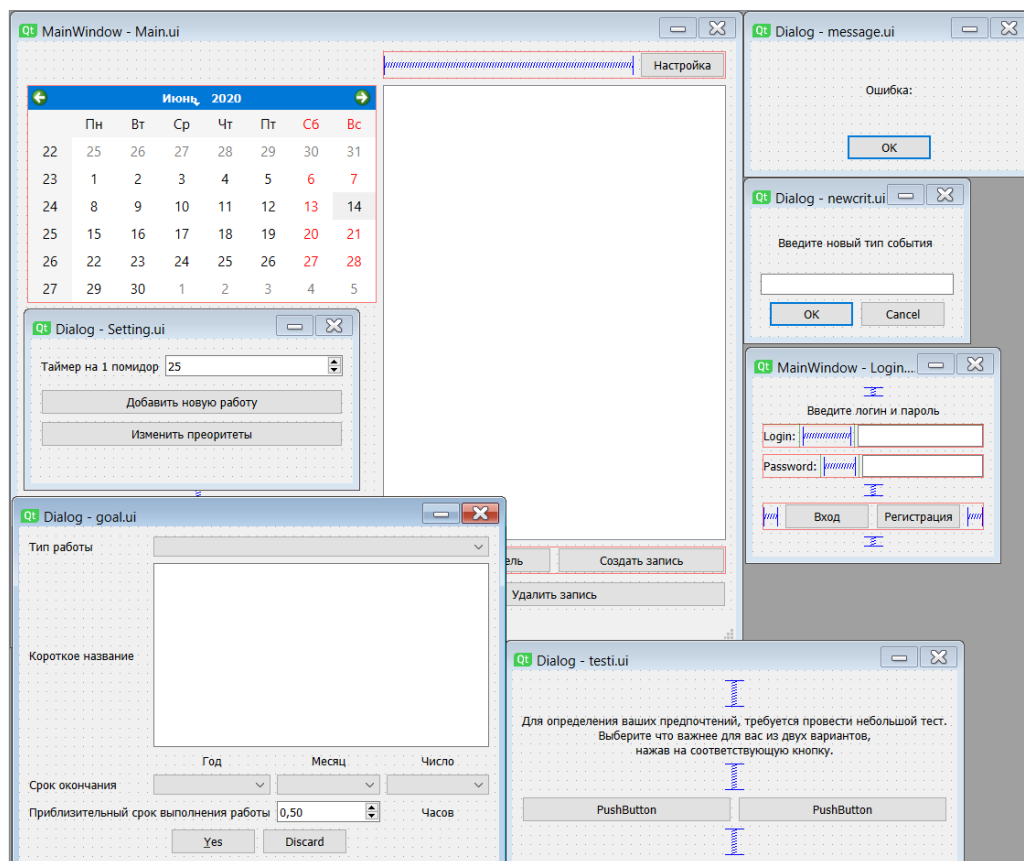 MainWindow - Main.ui
Настройка
Июнь, 2020
Пн Вт Ср Чт Пт Сб Вс
22 25 26 27 28 29 30 31
23 1 2 3 4 5 6 7
24 8 9 10 11 12 13 14
25 15 16 17 18 19 20 21
26 22 23 24 25 26 27 28
27 29 30 1 2 3 4 5
ель Создать запись
Удалить запись
Qt Dialog - message.ui
Ошибка:
OK
Qt Dialog - newcrit.ui
Введите новый тип события
OK Cancel
Qt MainWindow - Login....
Введите логин и пароль
Login:
Password:
Вход Регистрация
Qt Dialog - Setting.ui
Таймер на 1 помидор 25
Добавить новую работу
Изменить преоритеты
Qt Dialog - goal.ui
Тип работы
Короткое название
Год Месяц Число
Срок окончания
Приблизительный срок выполнения работы 0,50 Часов
Yes Discard
Qt Dialog - testi.ui
Для определения ваших предпочтений, требуется провести небольшой тест.
Выберите что важнее для вас из двух вариантов,
нажав на соответствующую кнопку.
PushButton PushButton